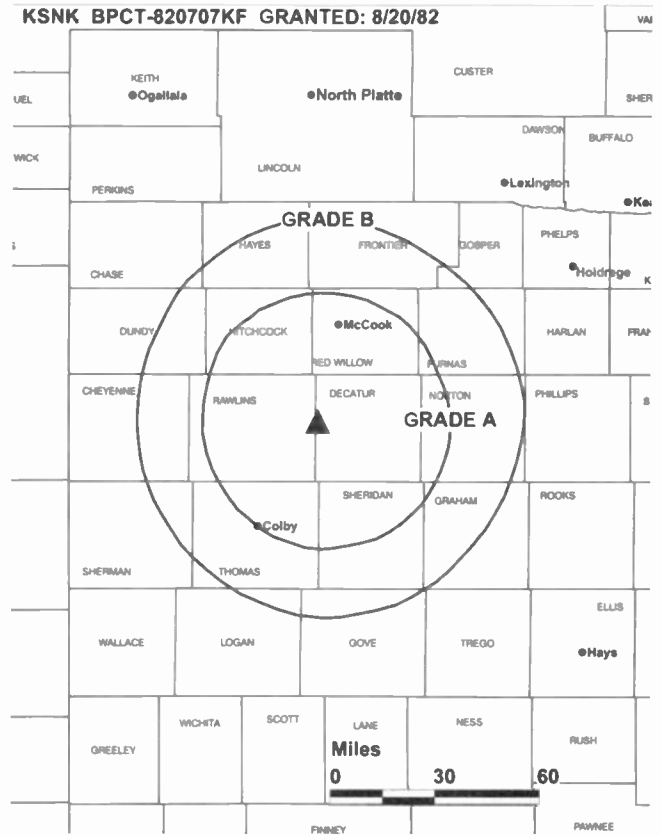 KSNK BPCT-820707KF GRANTED: 8/20/82
KEITH
Ogallala
North Platte
CUSTER
UEL
SHER
DAWSON
BUFFALO
WICK
LINCOLN
PERKINS
Lexington
GRADE B
HAYES
FRONTIER
GOSPER
PHELPS
CHASE
Holdrege
K
DUNDY
HITCHCOCK
McCook
RED WILLOW
FURNAS
HARLAN
FRAN
CHEYENNE
RAWLINS
DECATUR
NORTON
PHILLIPS
S
GRADE A
SHERIDAN
GRAHAM
ROOKS
Colby
SHERMAN
THOMAS
ELLIS
WALLACE
LOGAN
GOVE
TREGO
Hays
WICHITA
SCOTT
LANE
NESS
RUSH
GREELEY
Miles
0 30 60
FINNEY
PAWNEE